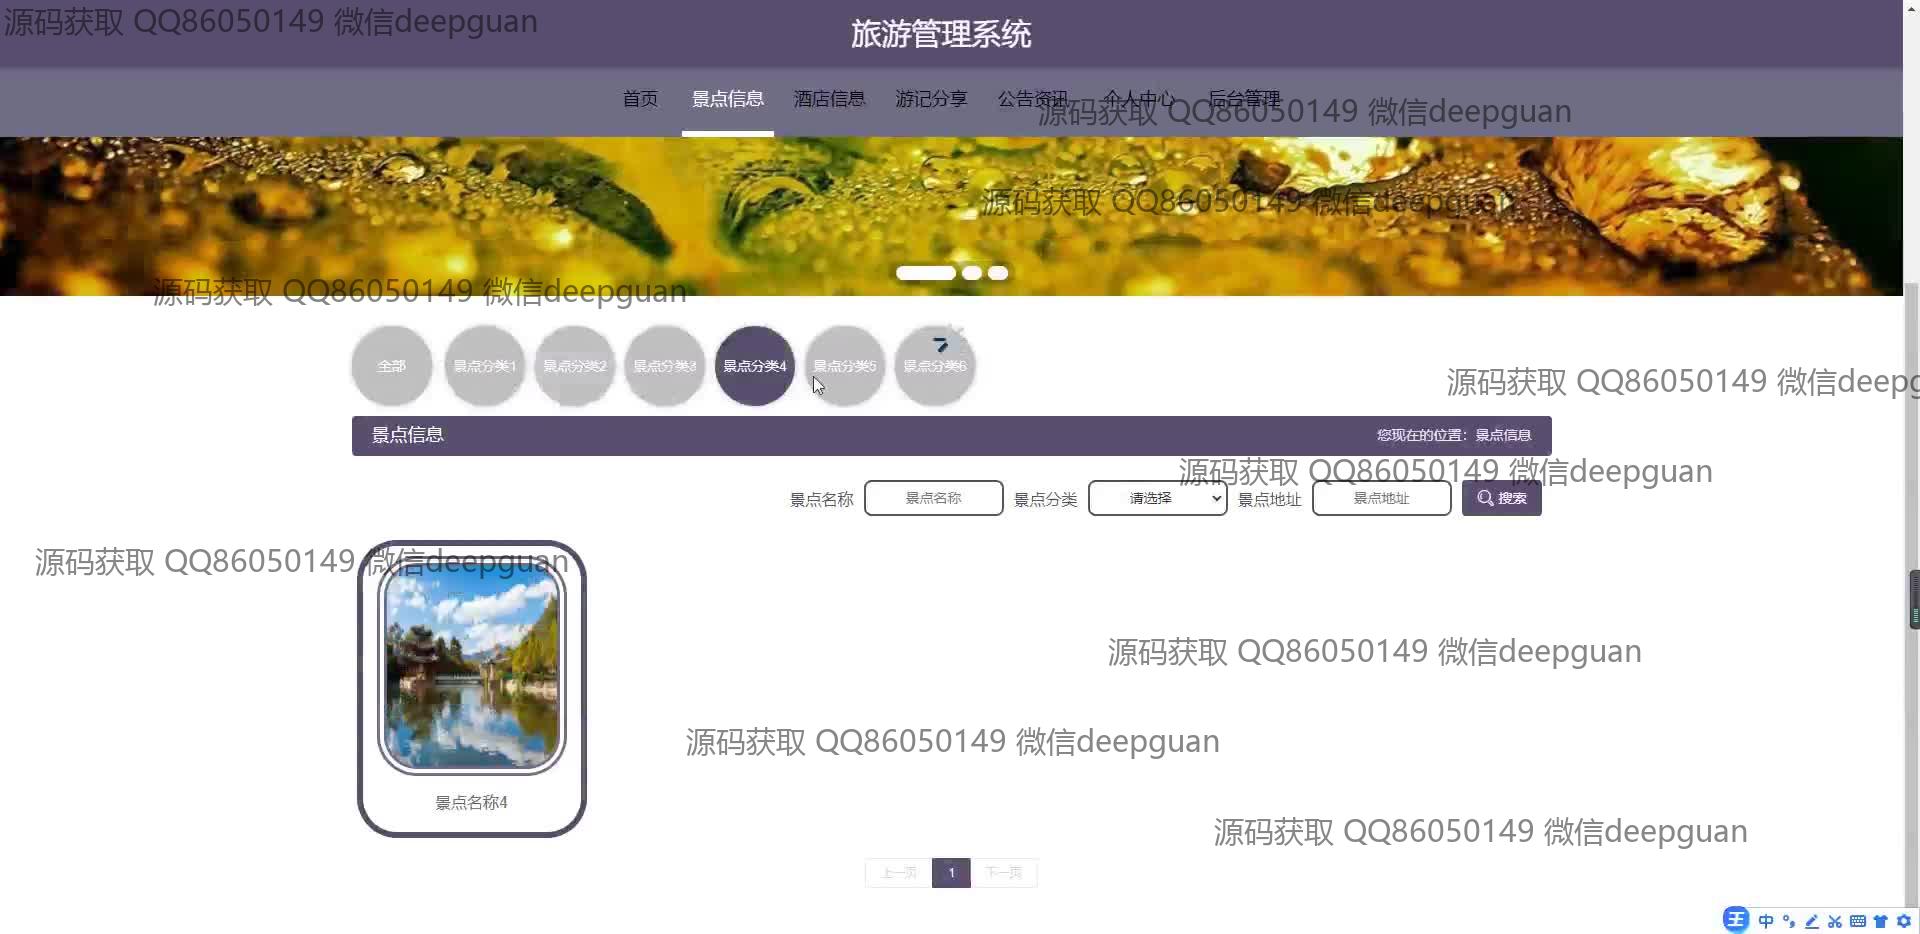 源码获取 QQ86050149 微信deepguan
旅游管理系统
首页 景点信息 酒店信息 游记分享 公告资讯 个人中心 后台管理
源码获取 QQ86050149 微信deepguan
源码获取 QQ86050149 微信deepguan
源码获取 QQ86050149 微信deepguan
全部 景点分类1 景点分类2 景点分类3 景点分类4 景点分类5 景点分类6
源码获取 QQ86050149 微信deepg
景点信息 您现在的位置：景点信息
源码获取 QQ86050149 微信deepguan
景点名称 景点名称 景点分类 请选择 景点地址 景点地址 搜索
源码获取 QQ86050149 微信deepguan
源码获取 QQ86050149 微信deepguan
源码获取 QQ86050149 微信deepguan
景点名称4
源码获取 QQ86050149 微信deepguan
上一页 1 下一页
王 中